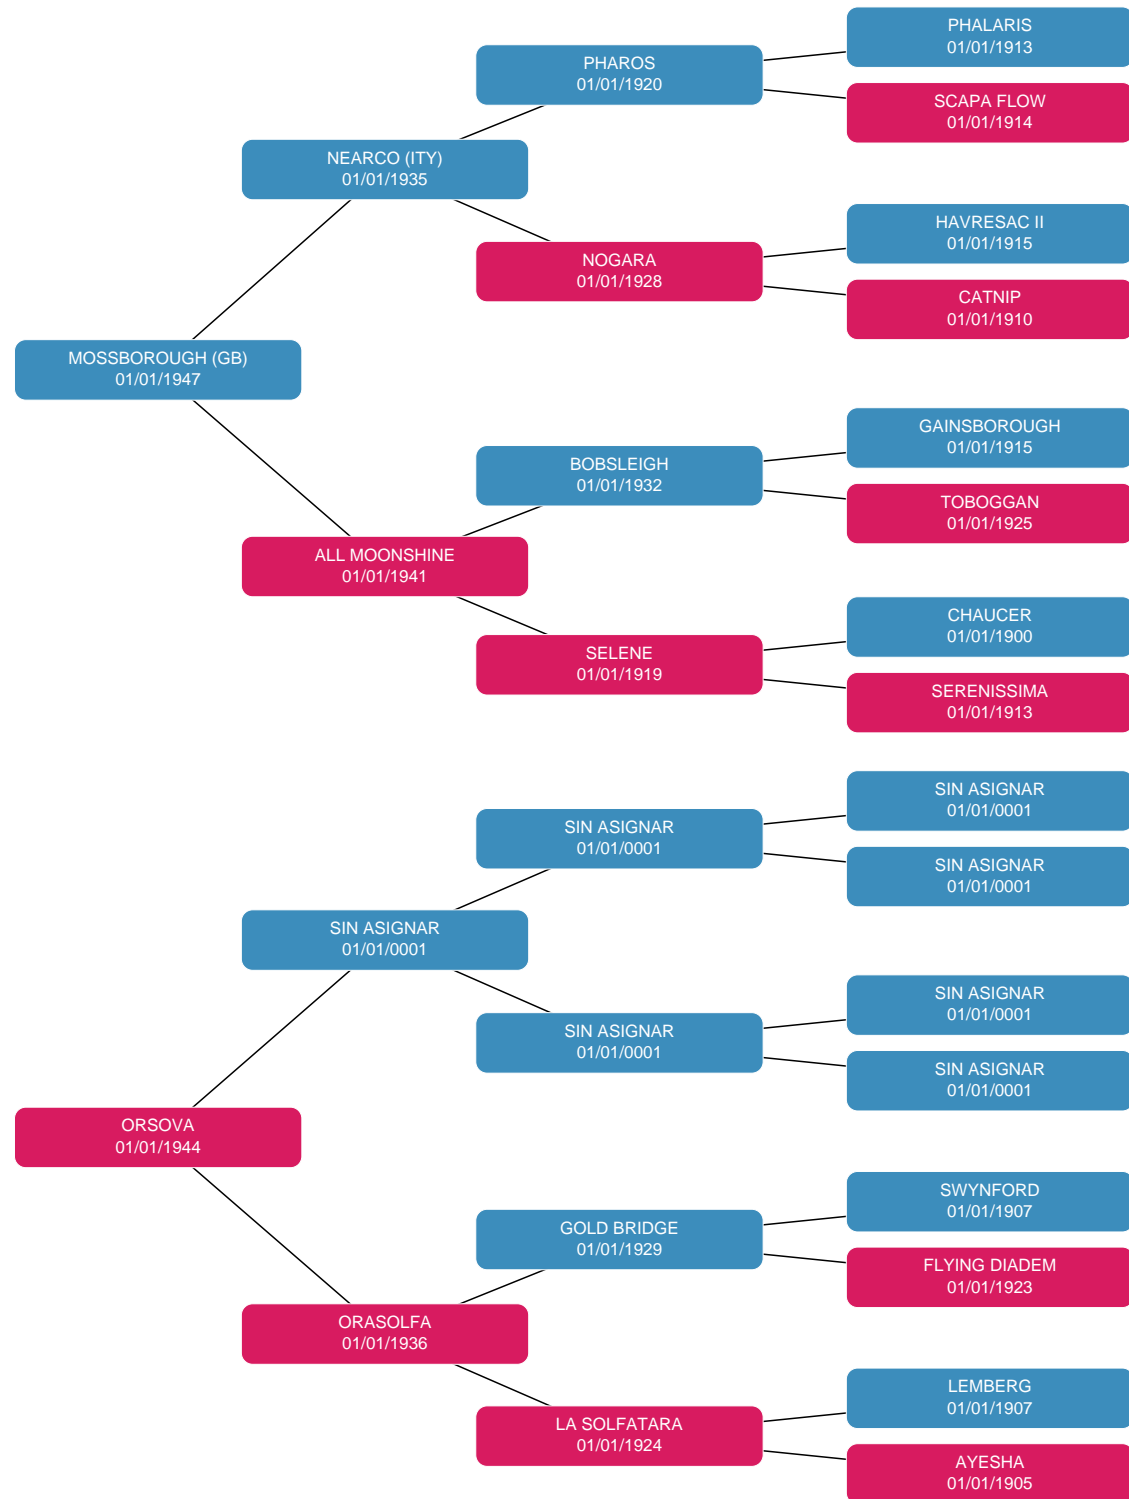 PHALARIS
01/01/1913
PHAROS
01/01/1920
SCAPA FLOW
01/01/1914
NEARCO (ITY)
01/01/1935
HAVRESAC II
01/01/1915
NOGARA
01/01/1928
CATNIP
01/01/1910
MOSSBOROUGH (GB)
01/01/1947
GAINSBOROUGH
01/01/1915
BOBSLEIGH
01/01/1932
TOBOGGAN
01/01/1925
ALL MOONSHINE
01/01/1941
CHAUCER
01/01/1900
SELENE
01/01/1919
SERENISSIMA
01/01/1913
SIN ASIGNAR
01/01/0001
SIN ASIGNAR
01/01/0001
SIN ASIGNAR
01/01/0001
SIN ASIGNAR
01/01/0001
SIN ASIGNAR
01/01/0001
SIN ASIGNAR
01/01/0001
SIN ASIGNAR
01/01/0001
ORSOVA
01/01/1944
SWYNFORD
01/01/1907
GOLD BRIDGE
01/01/1929
FLYING DIADEM
01/01/1923
ORASOLFA
01/01/1936
LEMBERG
01/01/1907
LA SOLFATARA
01/01/1924
AYESHA
01/01/1905